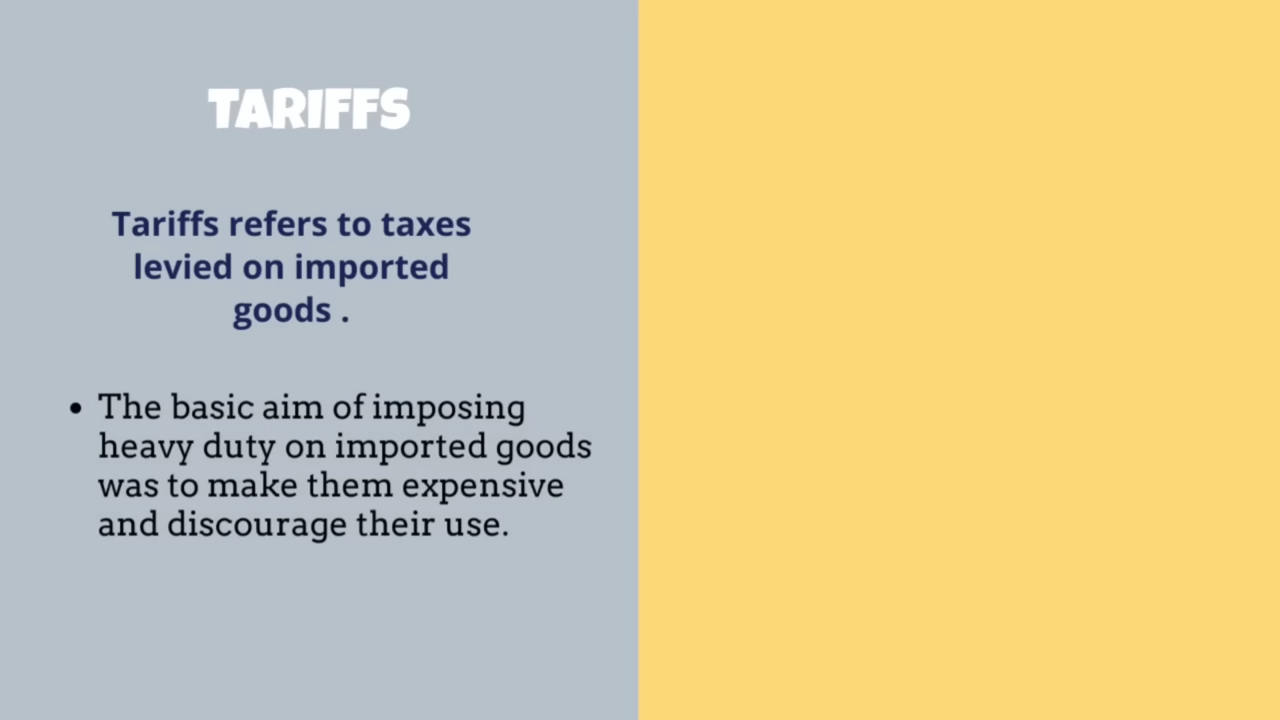 TARIFFS
Tariffs refers to taxes
levied on imported
goods .
• The basic aim of imposing
heavy duty on imported goods
was to make them expensive
and discourage their use.